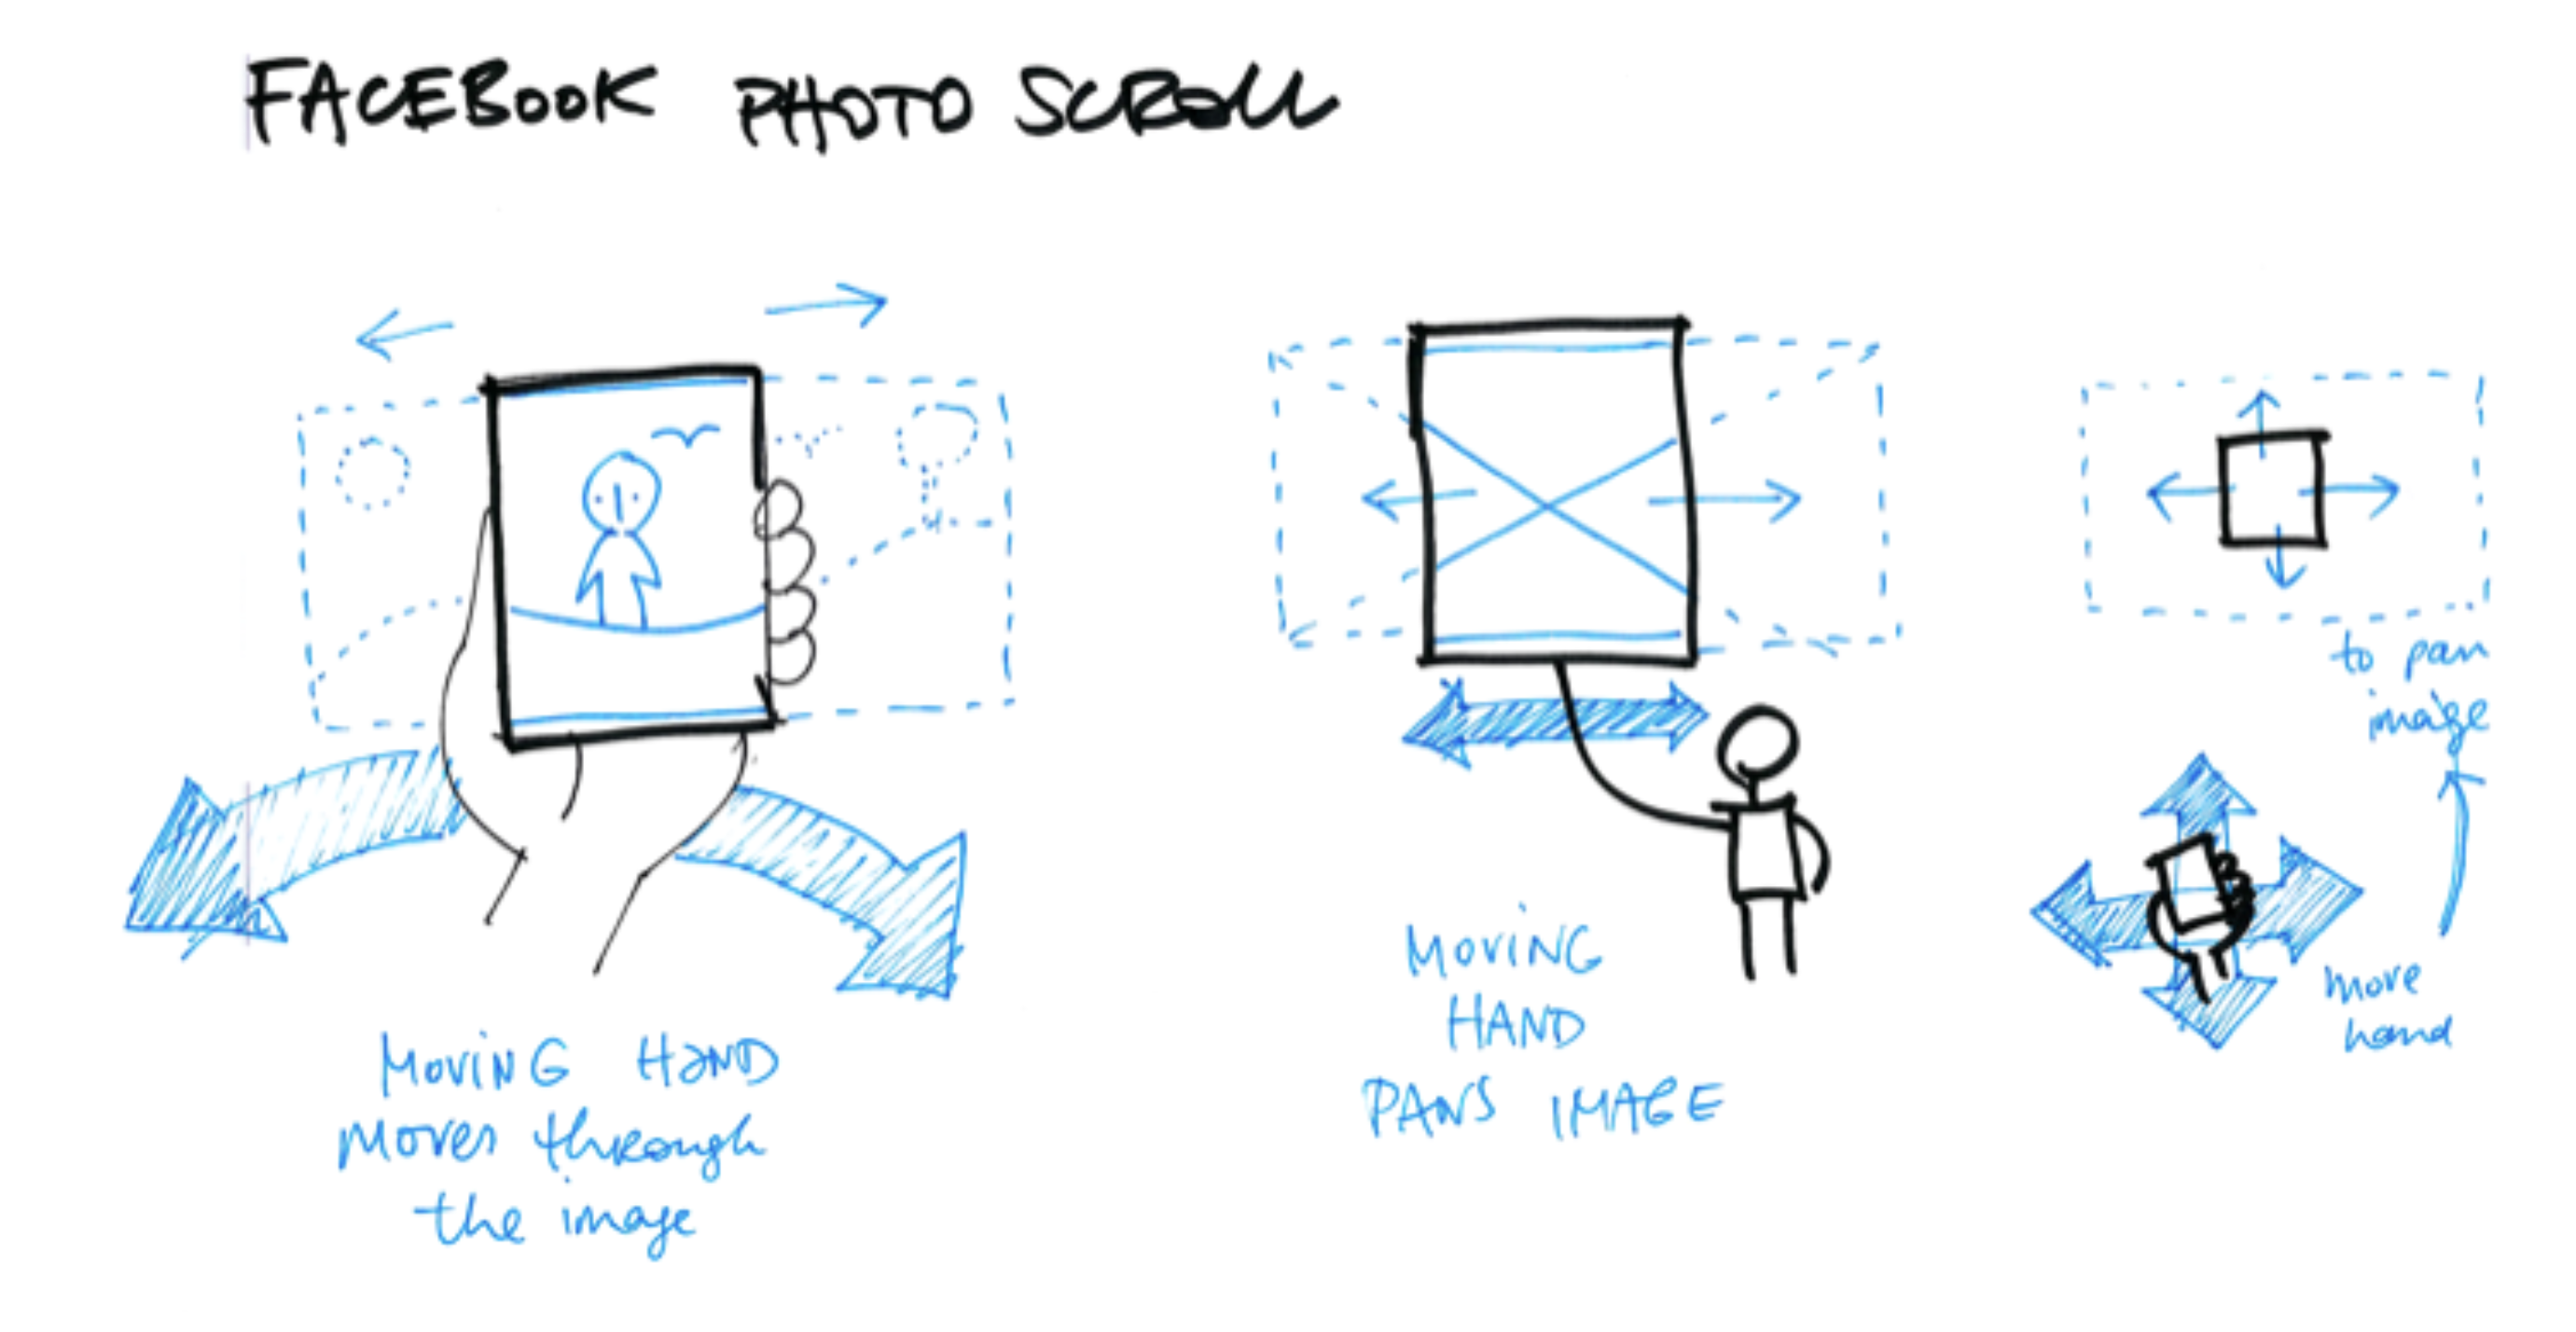 FACEBOOK PHOTO SCROLL
MOVING HAND
moves through
the image
MOVING
HAND
PANS IMAGE
to pan
image
move
hand